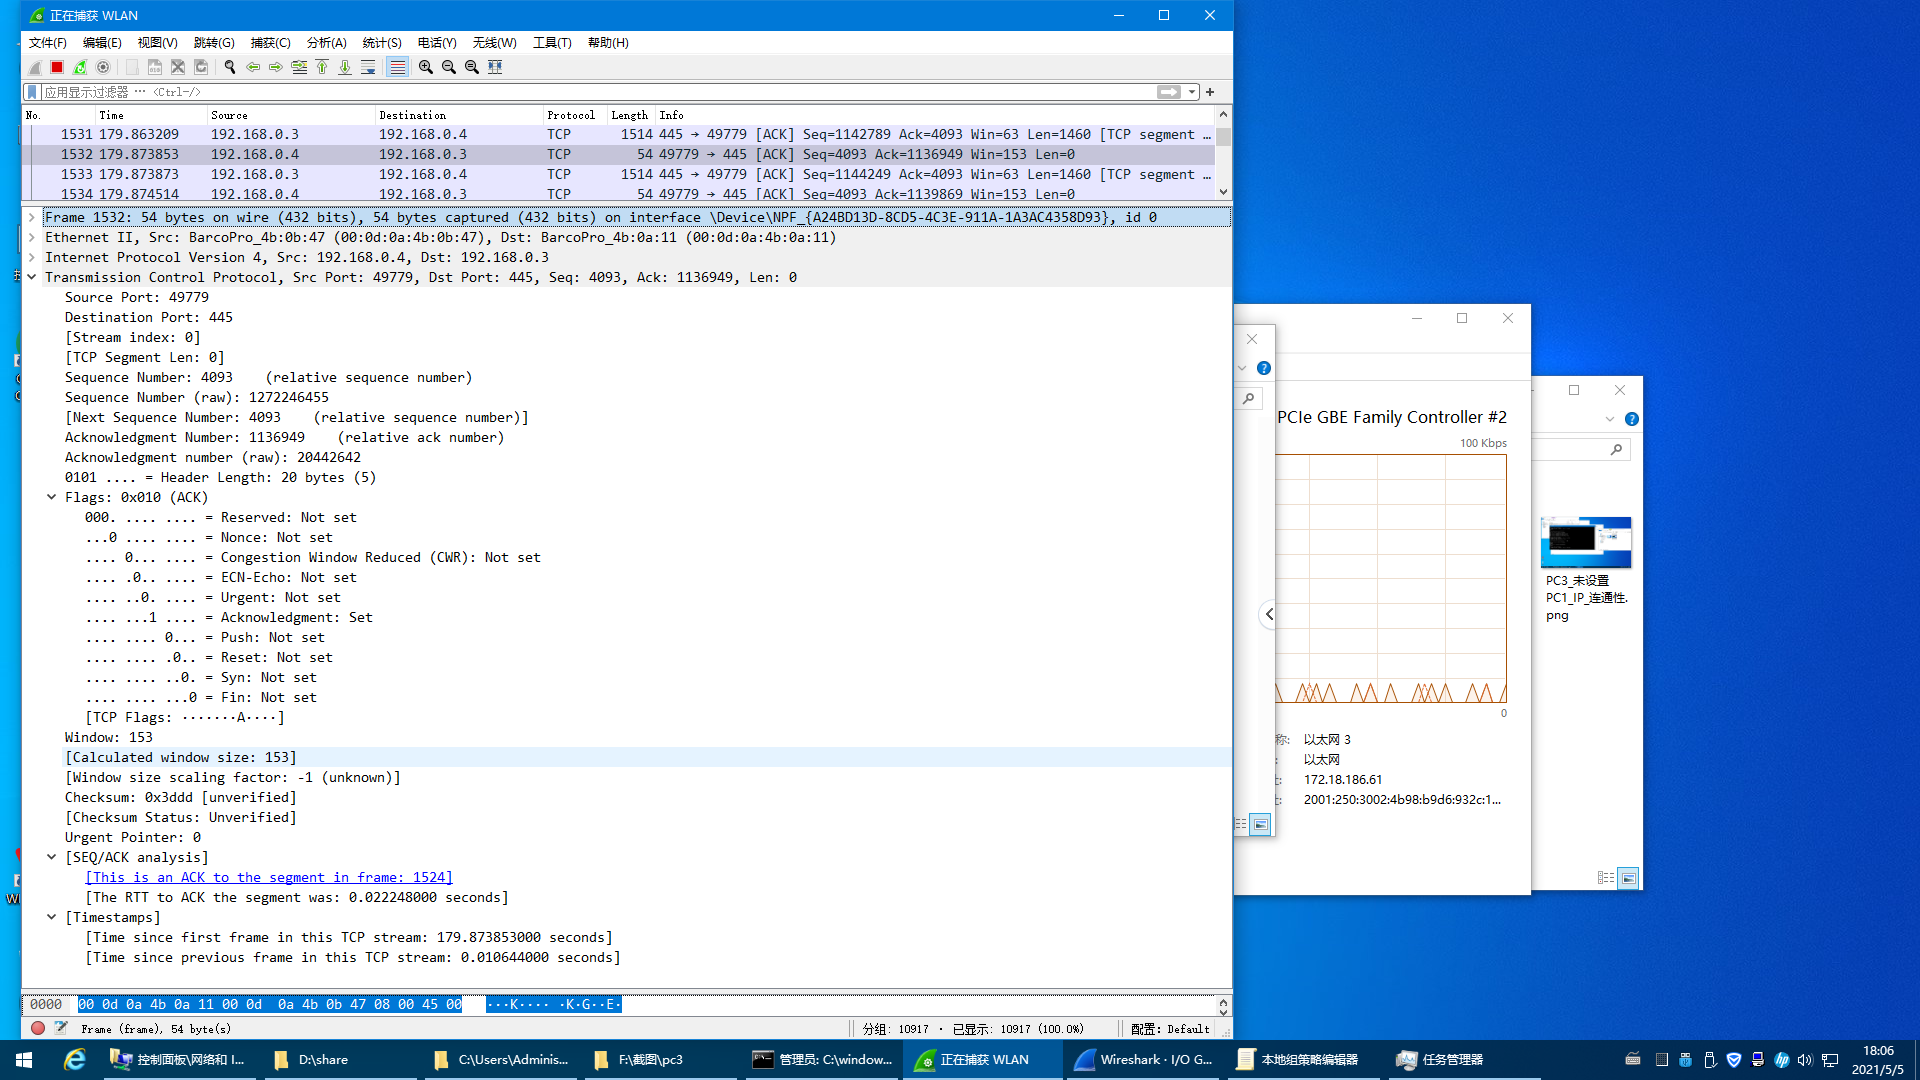 正在捕获 WLAN
文件(F) 编辑(E) 视图(V) 跳转(G) 捕获(C) 分析(A) 统计(S) 电话(Y) 无线(W) 工具(T) 帮助(H)
应用显示过滤器 … <Ctrl-/>
No. Time Source Destination Protocol Length Info
1531 179.863209 192.168.0.3 192.168.0.4 TCP 1514 445 → 49779 [ACK] Seq=1142789 Ack=4093 Win=63 Len=1460 [TCP segment …
1532 179.873853 192.168.0.4 192.168.0.3 TCP 54 49779 → 445 [ACK] Seq=4093 Ack=1136949 Win=153 Len=0
1533 179.873873 192.168.0.3 192.168.0.4 TCP 1514 445 → 49779 [ACK] Seq=1144249 Ack=4093 Win=63 Len=1460 [TCP segment …
1534 179.874514 192.168.0.4 192.168.0.3 TCP 54 49779 → 445 [ACK] Seq=4093 Ack=1139869 Win=153 Len=0
Frame 1532: 54 bytes on wire (432 bits), 54 bytes captured (432 bits) on interface \Device\NPF_{A24BD13D-8CD5-4C3E-911A-1A3AC4358D93}, id 0
Ethernet II, Src: BarcoPro_4b:0b:47 (00:0d:0a:4b:0b:47), Dst: BarcoPro_4b:0a:11 (00:0d:0a:4b:0a:11)
Internet Protocol Version 4, Src: 192.168.0.4, Dst: 192.168.0.3
Transmission Control Protocol, Src Port: 49779, Dst Port: 445, Seq: 4093, Ack: 1136949, Len: 0
Source Port: 49779
Destination Port: 445
[Stream index: 0]
[TCP Segment Len: 0]
Sequence Number: 4093 (relative sequence number)
Sequence Number (raw): 1272246455
[Next Sequence Number: 4093 (relative sequence number)]
Acknowledgment Number: 1136949 (relative ack number)
Acknowledgment number (raw): 20442642
0101 .... = Header Length: 20 bytes (5)
Flags: 0x010 (ACK)
000. .... .... = Reserved: Not set
...0 .... .... = Nonce: Not set
.... 0... .... = Congestion Window Reduced (CWR): Not set
.... .0.. .... = ECN-Echo: Not set
.... ..0. .... = Urgent: Not set
.... ...1 .... = Acknowledgment: Set
.... .... 0... = Push: Not set
.... .... .0.. = Reset: Not set
.... .... ..0. = Syn: Not set
.... .... ...0 = Fin: Not set
[TCP Flags: ·······A····]
Window: 153
[Calculated window size: 153]
[Window size scaling factor: -1 (unknown)]
Checksum: 0x3ddd [unverified]
[Checksum Status: Unverified]
Urgent Pointer: 0
[SEQ/ACK analysis]
[This is an ACK to the segment in frame: 1524]
[The RTT to ACK the segment was: 0.022248000 seconds]
[Timestamps]
[Time since first frame in this TCP stream: 179.873853000 seconds]
[Time since previous frame in this TCP stream: 0.010644000 seconds]
0000 00 0d 0a 4b 0a 11 00 0d 0a 4b 0b 47 08 00 45 00 ···K···· ·K·G··E·
Frame (frame), 54 byte(s) 分组: 10917 · 已显示: 10917 (100.0%) 配置: Default
PCIe GBE Family Controller #2
100 Kbps
0
称: 以太网 3
: 以太网
: 172.18.186.61
: 2001:250:3002:4b98:b9d6:932c:1...
PC3_未设置
PC1_IP_连通性.
png
控制面板\网络和 I... D:\share C:\Users\Adminis... F:\截图\pc3 管理员: C:\window... 正在捕获 WLAN Wireshark · I/O G... 本地组策略编辑器 任务管理器
18:06
2021/5/5